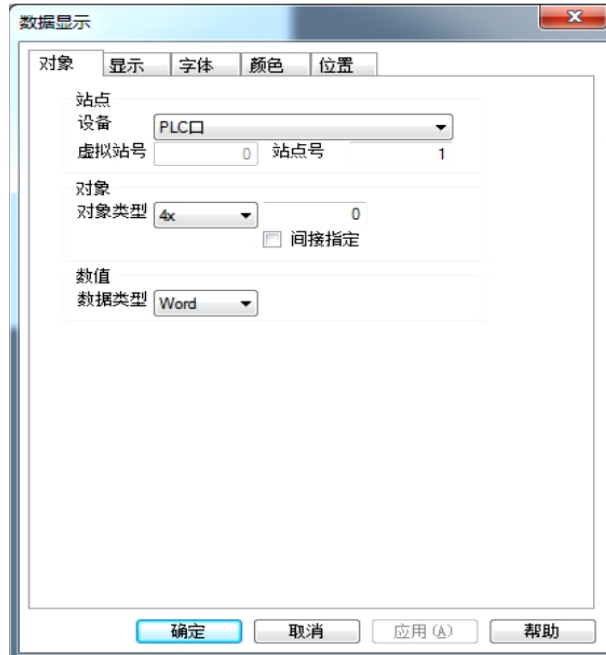 数据显示
对象 显示 字体 颜色 位置
站点
设备 PLC口
虚拟站号 0 站点号 1
对象
对象类型 4x 0
间接指定
数值
数据类型 Word
确定 取消 应用(A) 帮助